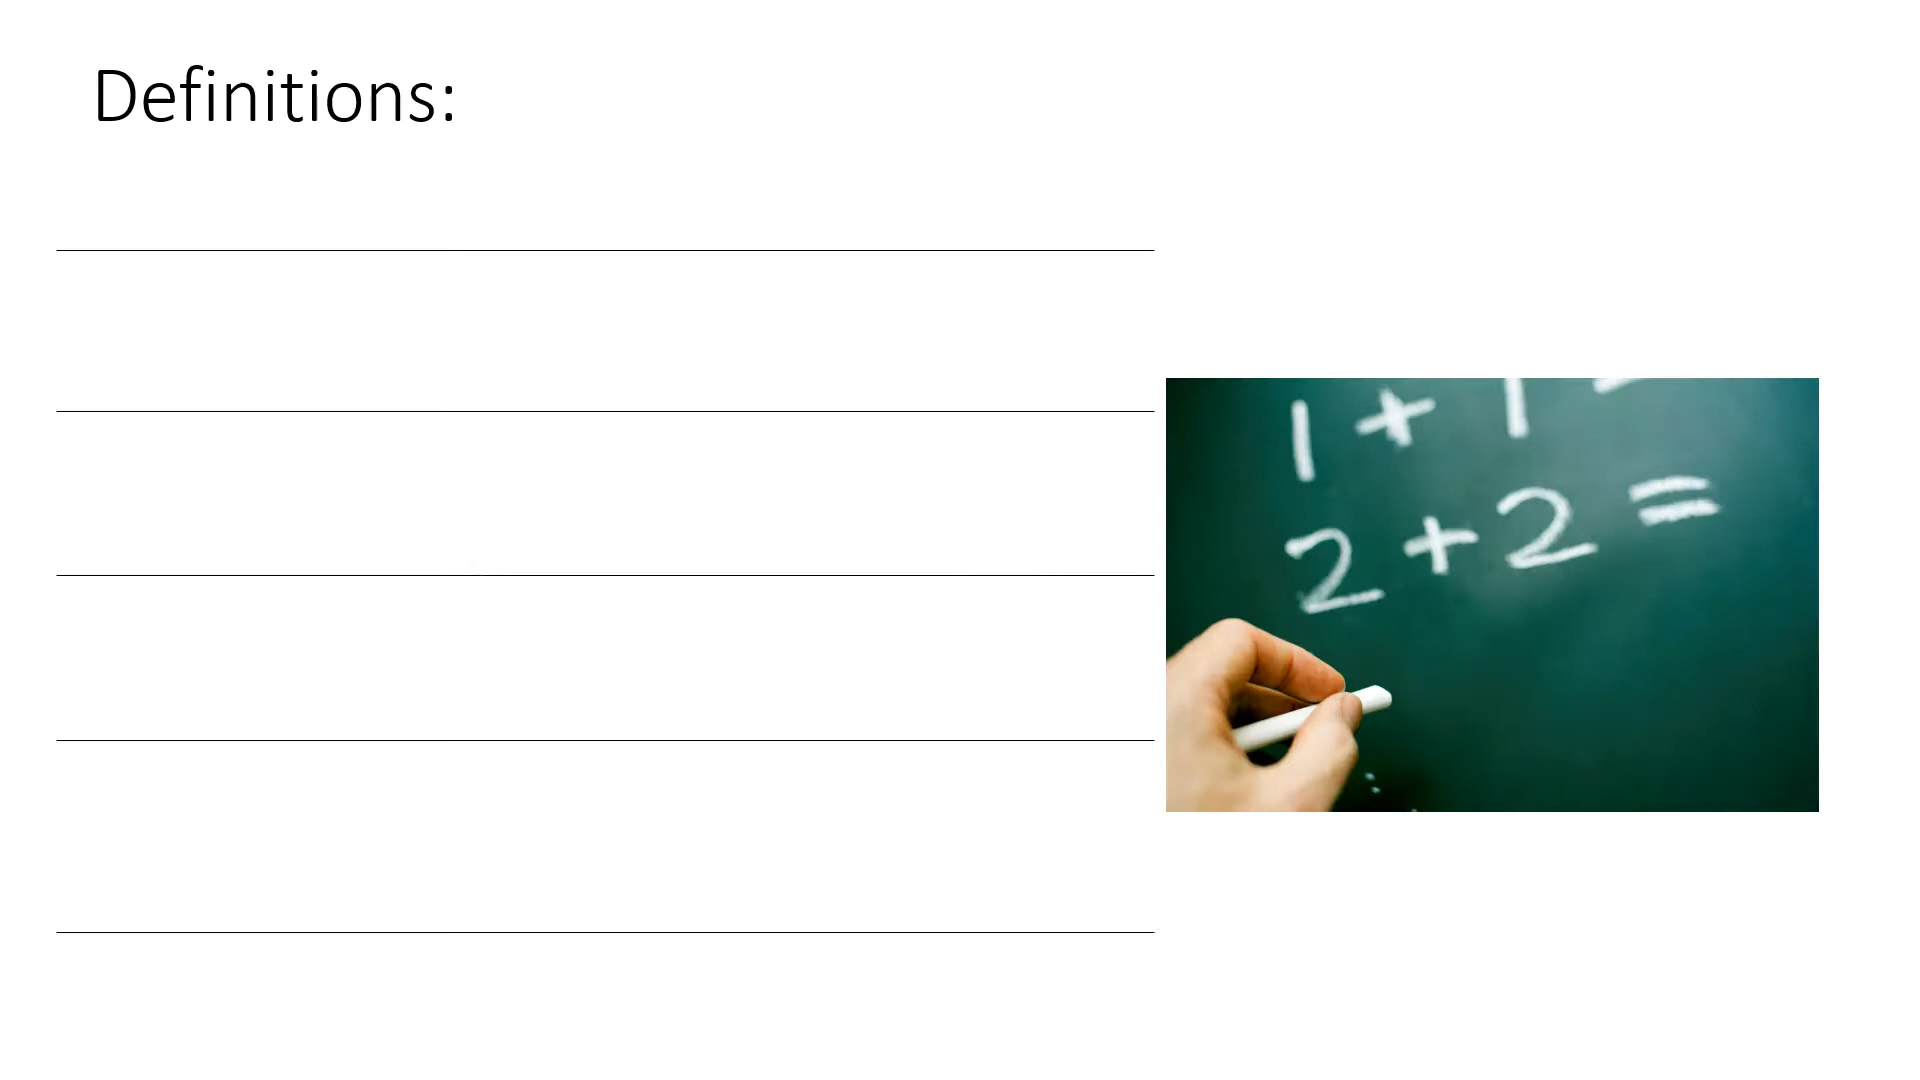 Definitions:
1 + 1 =
2 + 2 =